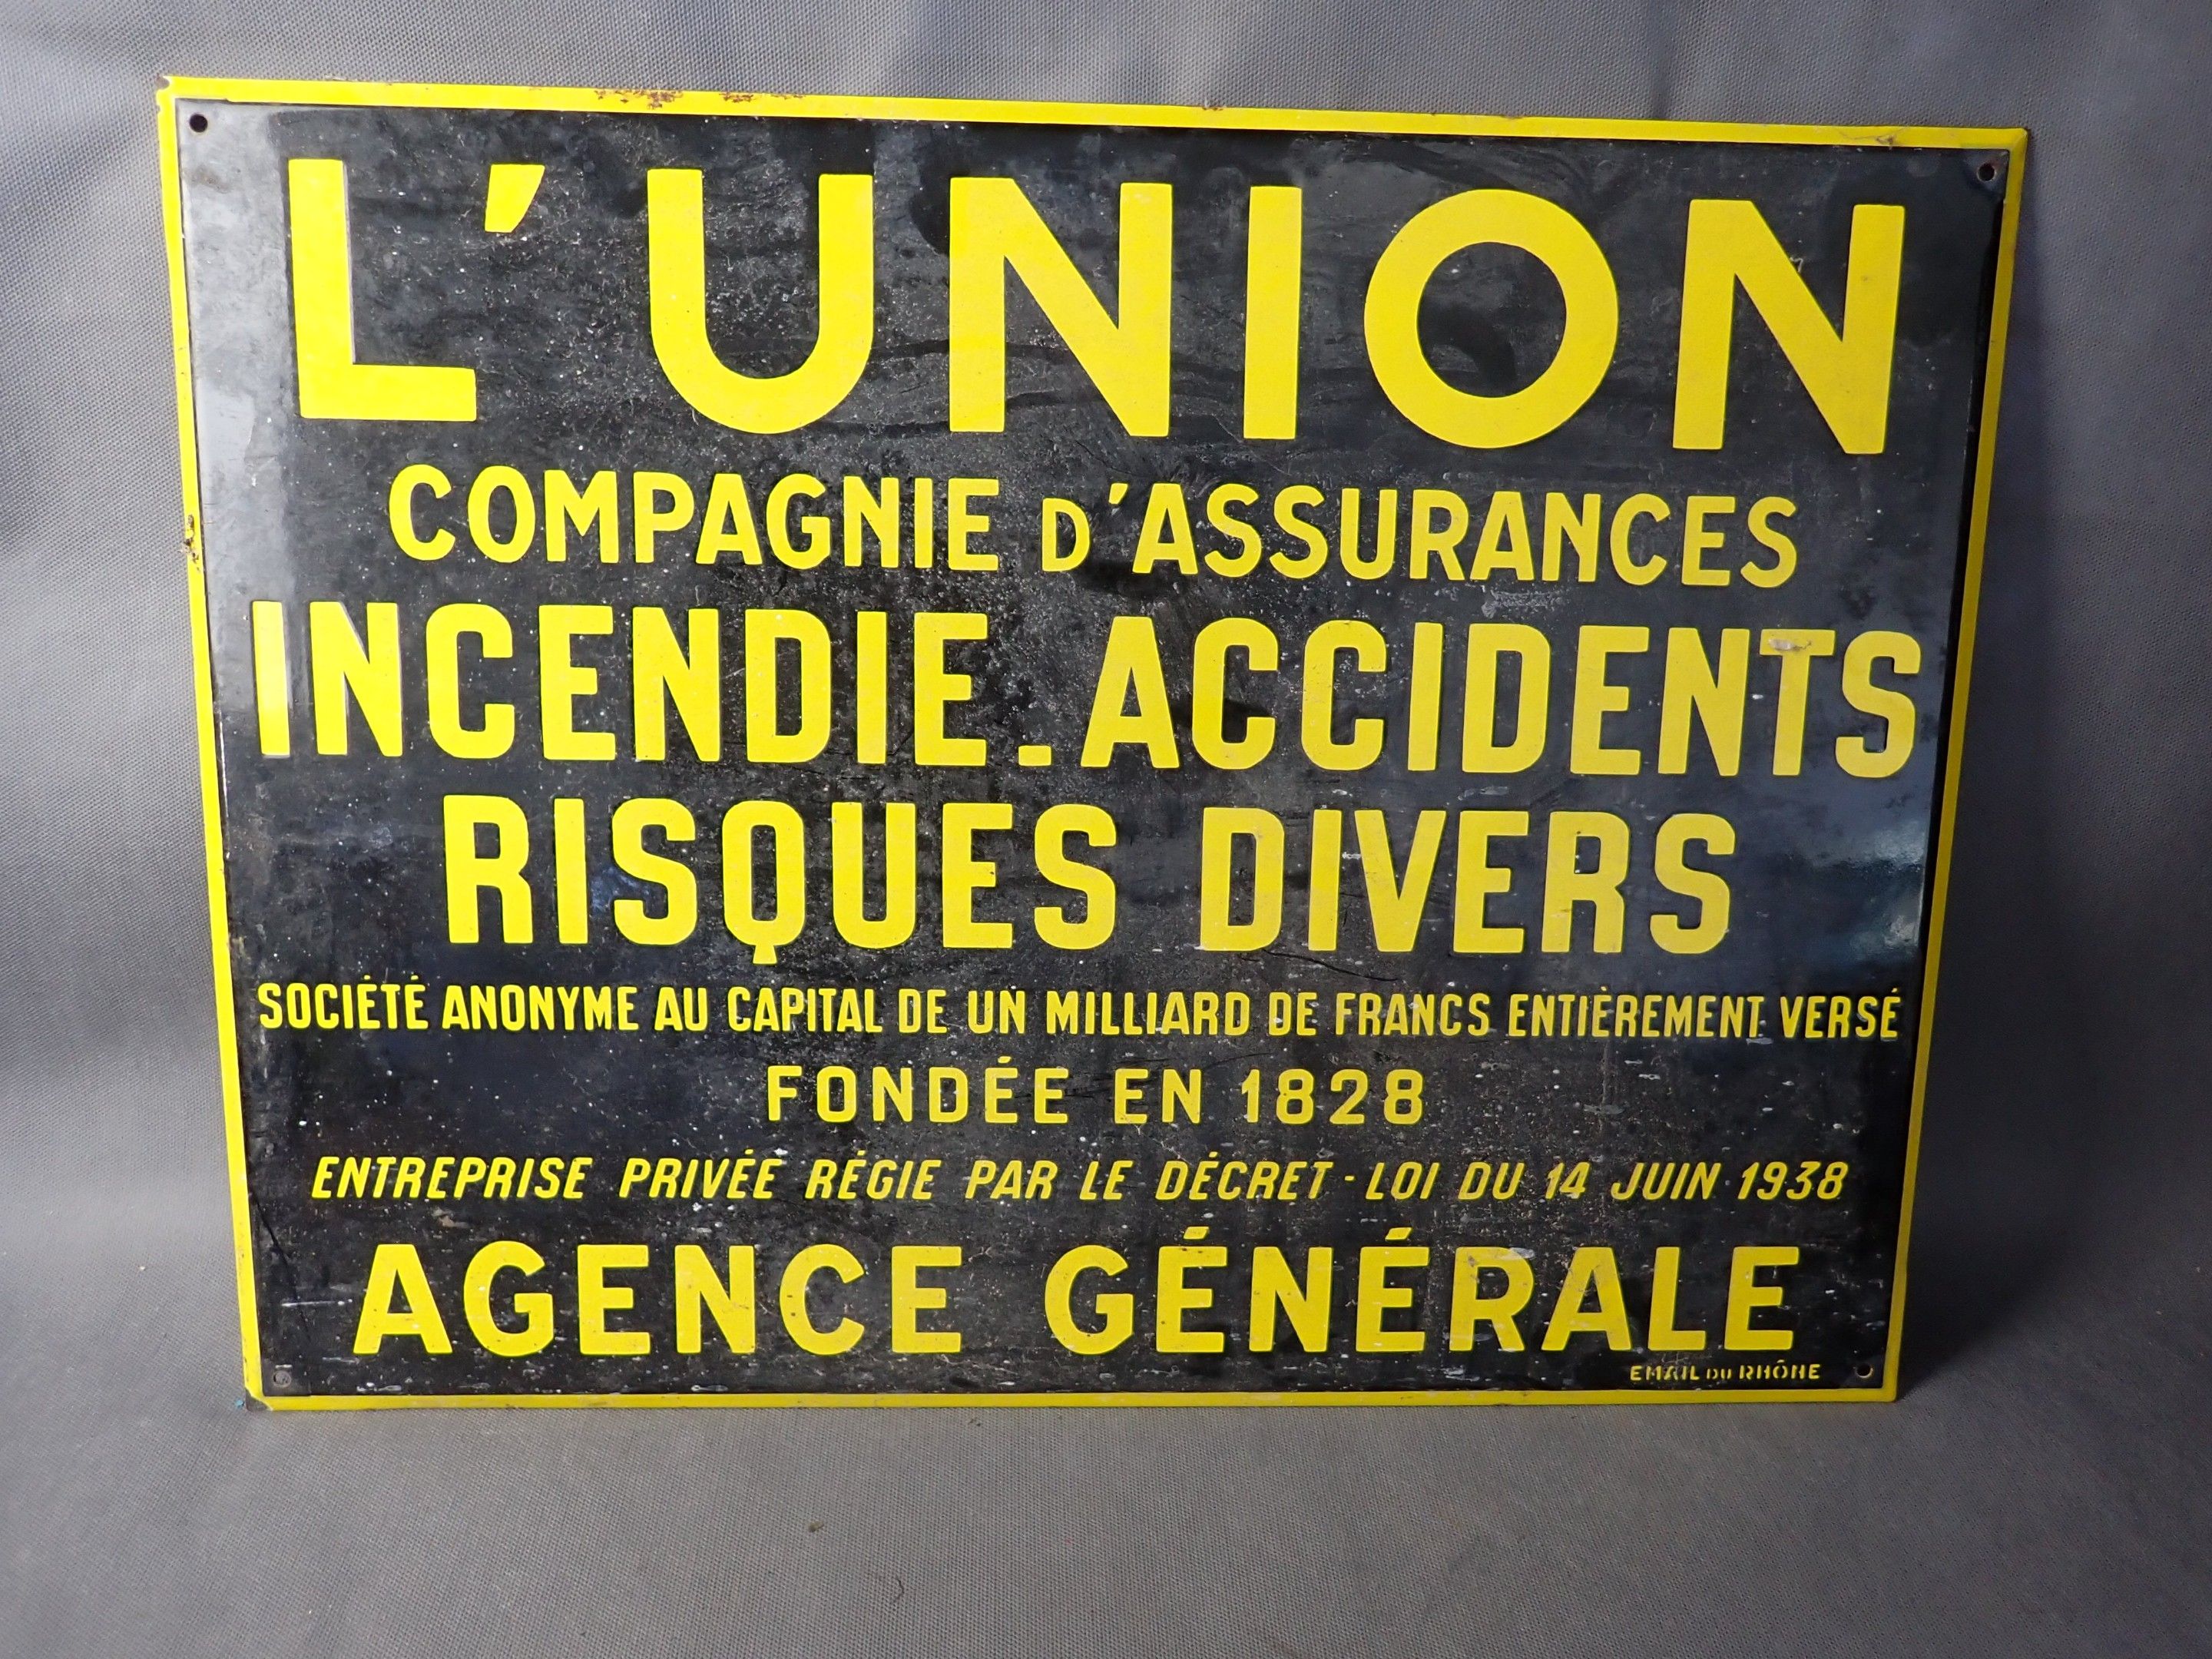 L'UNION
COMPAGNIE D'ASSURANCES
INCENDIE.ACCIDENTS
RISQUES DIVERS
SOCIÉTÉ ANONYME AU CAPITAL DE UN MILLIARD DE FRANCS ENTIÈREMENT VERSÉ
FONDÉE EN 1828
ENTREPRISE PRIVÉE RÉGIE PAR LE DÉCRET-LOI DU 14 JUIN 1938
AGENCE GÉNÉRALE
EMAIL DU RHÔNE